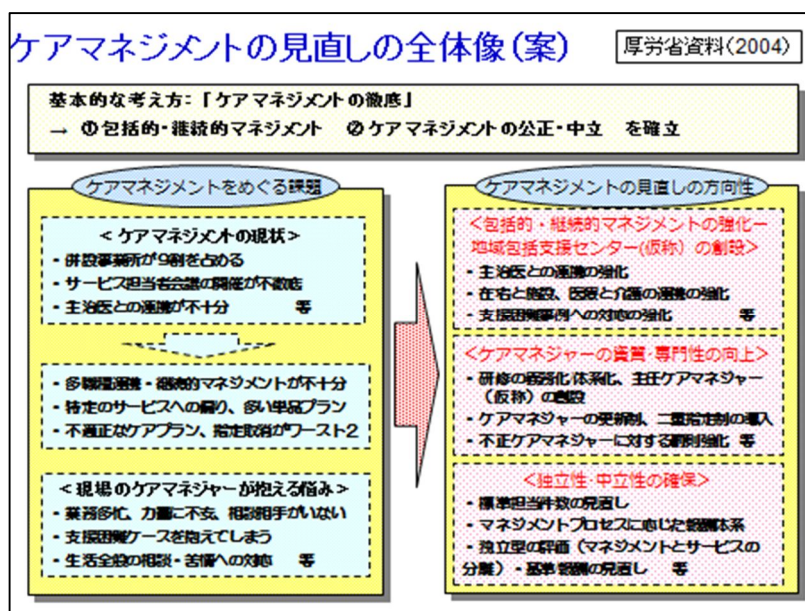 ケアマネジメントの見直しの全体像（案）
厚労省資料（2004）
基本的な考え方：「ケアマネジメントの徹底」
→ ①包括的・継続的マネジメント ②ケアマネジメントの公正・中立 を確立
ケアマネジメントをめぐる課題
＜ケアマネジメントの現状＞
・併設事業所が9割を占める
・サービス担当者会議の開催が不徹底
・主治医との連携が不十分 等
・多職種連携・継続的マネジメントが不十分
・特定のサービスへの偏り、多い単品プラン
・不適正なケアプラン、指定取消がワースト2
＜現場のケアマネジャーが抱える悩み＞
・業務多忙、力量に不安、相談相手がいない
・支援困難ケースを抱えてしまう
・生活全般の相談・苦情への対応 等
ケアマネジメントの見直しの方向性
＜包括的・継続的マネジメントの強化－
地域包括支援センター(仮称）の創設＞
・主治医との連携の強化
・在宅と施設、医療と介護の連携の強化
・支援困難事例への対応の強化 等
＜ケアマネジャーの資質・専門性の向上＞
・研修の義務化/体系化、主任ケアマネジャー
（仮称）の創設
・ケアマネジャーの更新制、二重指定制の導入
・不正ケアマネジャーに対する罰則強化 等
＜独立性・中立性の確保＞
・標準担当件数の見直し
・マネジメントプロセスに応じた報酬体系
・独立型の評価（マネジメントとサービスの
分離）・基準/報酬の見直し 等